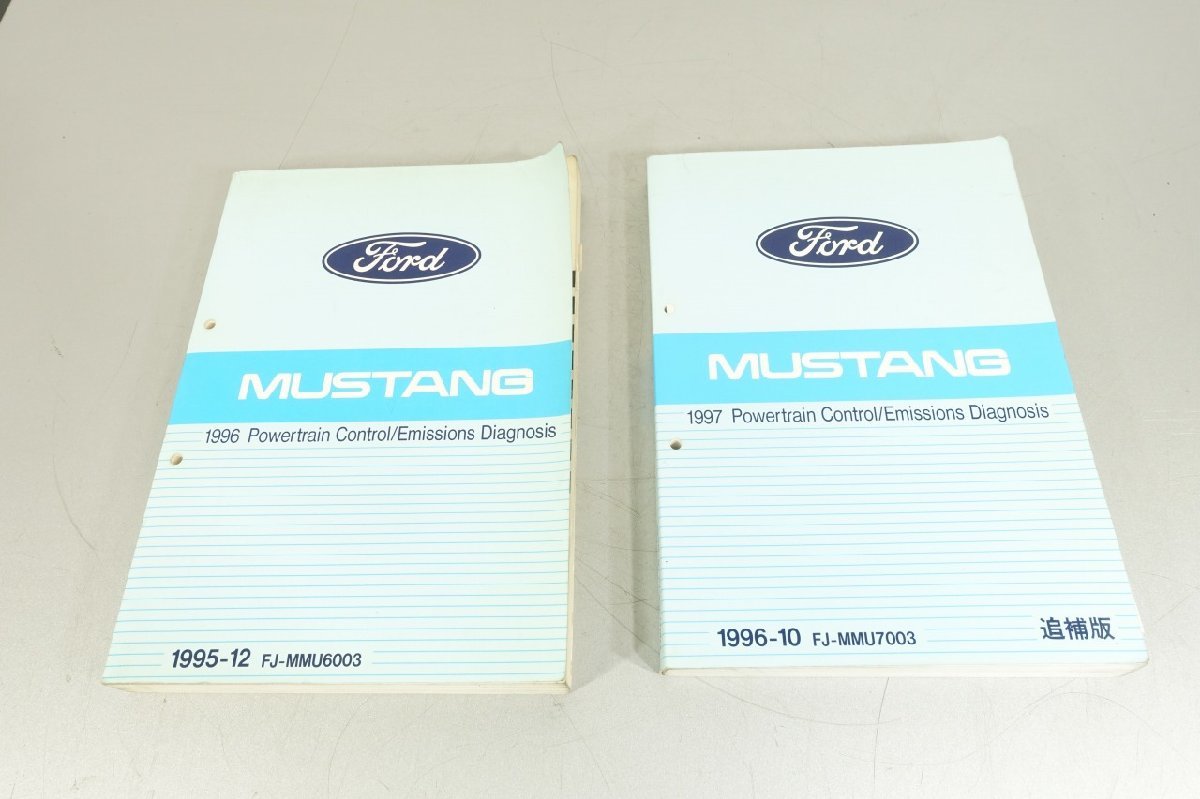 Ford
MUSTANG
1996 Powertrain Control/Emissions Diagnosis
1995-12 FJ-MMU6003
Ford
MUSTANG
1997 Powertrain Control/Emissions Diagnosis
1996-10 FJ-MMU7003
追補版